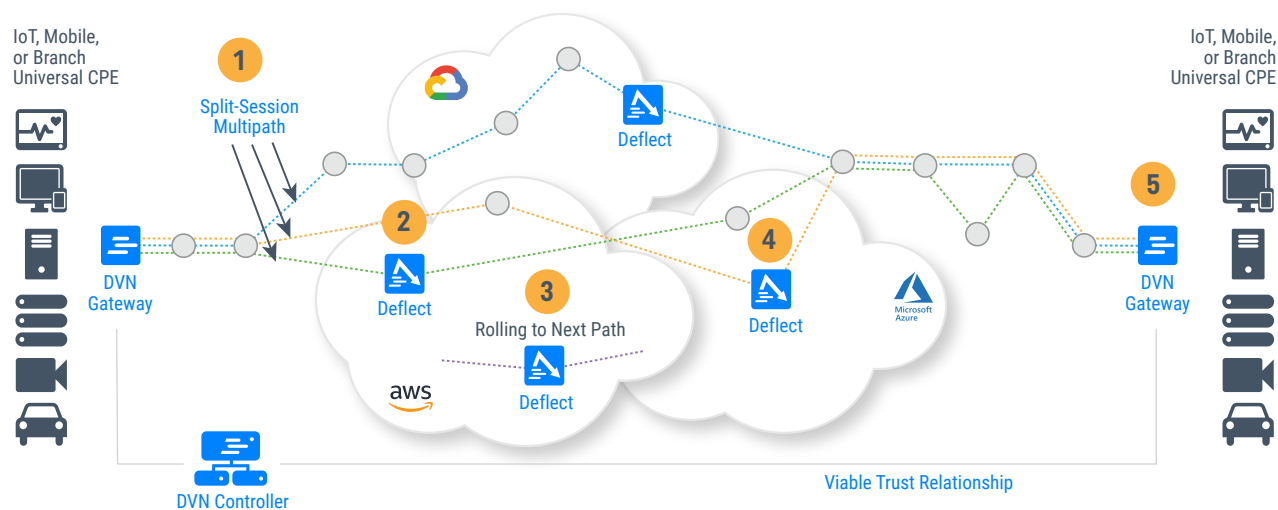 IoT, Mobile,
or Branch
Universal CPE
1
Split-Session
Multipath
Deflect
IoT, Mobile,
or Branch
Universal CPE
5
2
4
DVN
Gateway
Deflect
3
Rolling to Next Path
Deflect
Microsoft
Azure
DVN
Gateway
aws
Deflect
DVN Controller
Viable Trust Relationship